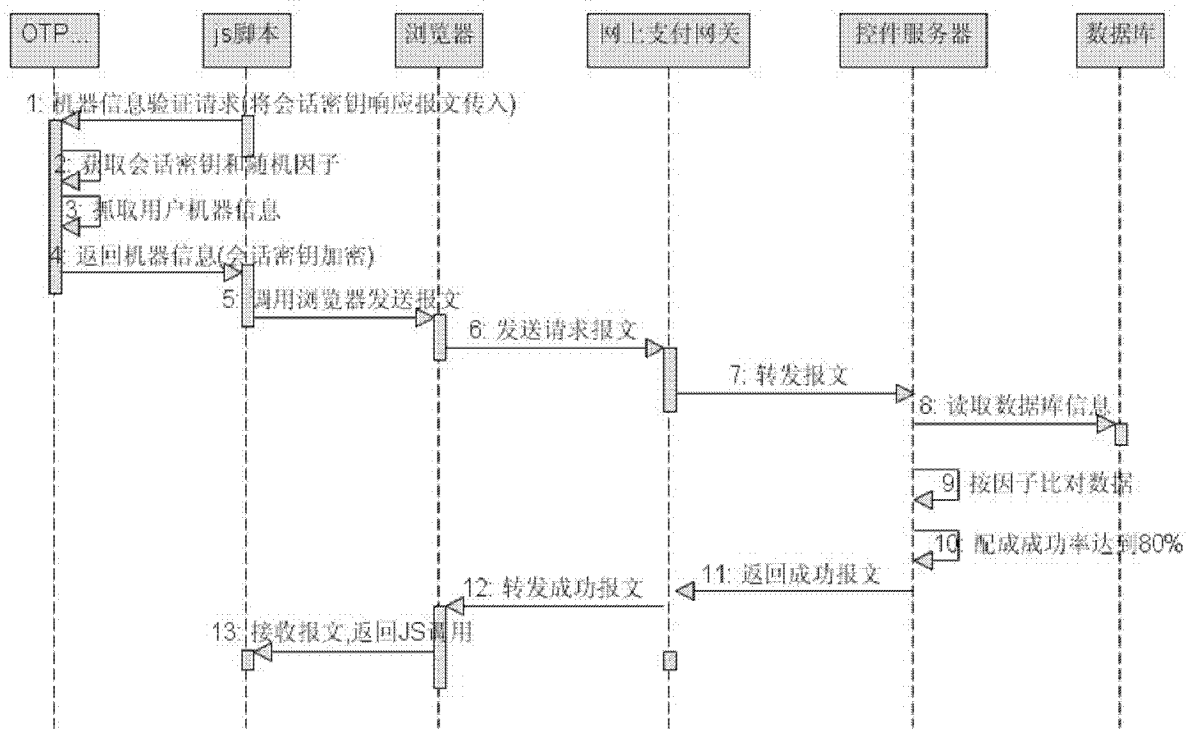 OTP...
js脚本
浏览器
网上支付网关
控件服务器
数据库
1: 机器信息验证请求(将会话密钥响应报文传入)
2: 获取会话密钥和随机因子
3: 抓取用户机器信息
4: 返回机器信息(会话密钥加密)
5: 调用浏览器发送报文
6: 发送请求报文
7: 转发报文
8: 读取数据库信息
9: 按因子比对数据
10: 配成成功率达到80%
11: 返回成功报文
12: 转发成功报文
13: 接收报文,返回JS调用